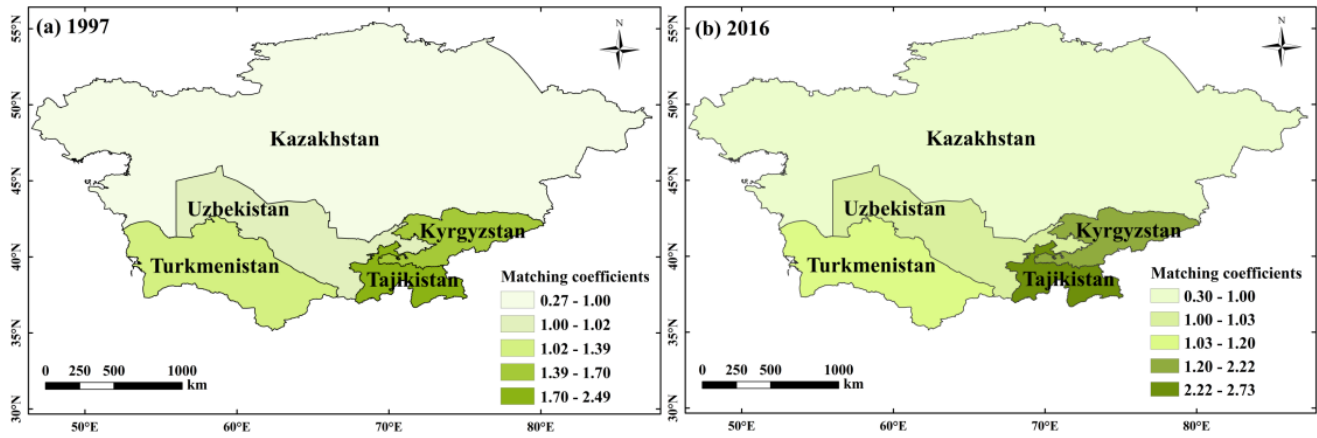 (a) 1997
N
55°N
50°N
45°N
40°N
35°N
30°N
Kazakhstan
Uzbekistan
Kyrgyzstan
Turkmenistan
Tajikistan
Matching coefficients
0.27 - 1.00
1.00 - 1.02
1.02 - 1.39
1.39 - 1.70
1.70 - 2.49
0 250 500 1000
km
50°E 60°E 70°E 80°E
(b) 2016
N
55°N
50°N
45°N
40°N
35°N
30°N
Kazakhstan
Uzbekistan
Kyrgyzstan
Turkmenistan
Tajikistan
Matching coefficients
0.30 - 1.00
1.00 - 1.03
1.03 - 1.20
1.20 - 2.22
2.22 - 2.73
0 250 500 1000
km
50°E 60°E 70°E 80°E